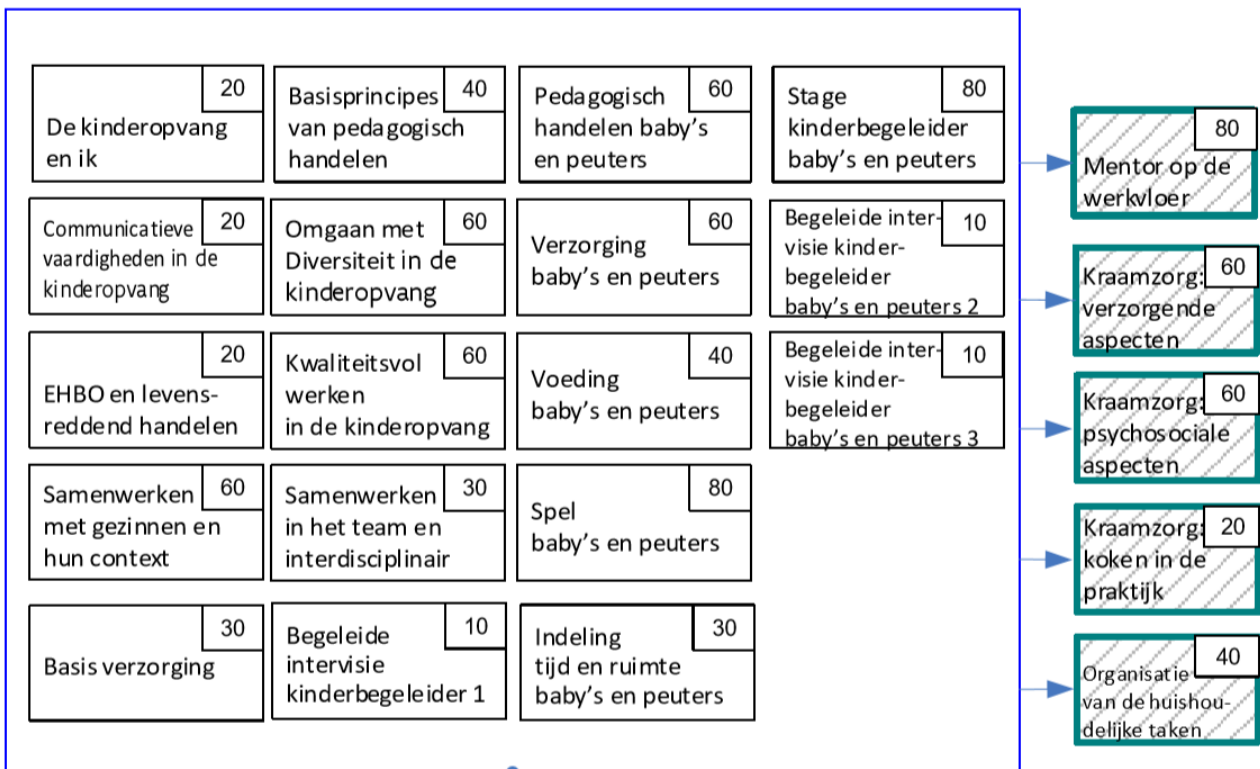 20
De kinderopvang
en ik
40
Basisprincipes
van pedagogisch
handelen
60
Pedagogisch
handelen baby's
en peuters
80
Stage
kinderbegeleider
baby's en peuters
80
Mentor op de
werkvloer
20
Communicatieve
vaardigheden in de
kinderopvang
60
Omgaan met
Diversiteit in de
kinderopvang
60
Verzorging
baby's en peuters
10
Begeleide inter-
visie kinder-
begeleider
baby's en peuters 2
60
Kraamzorg:
verzorgende
aspecten
20
EHBO en levens-
reddend handelen
60
Kwaliteitsvol
werken
in de kinderopvang
40
Voeding
baby's en peuters
10
Begeleide inter-
visie kinder-
begeleider
baby's en peuters 3
60
Kraamzorg:
psychosociale
aspecten
60
Samenwerken
met gezinnen en
hun context
30
Samenwerken
in het team en
interdisciplinair
80
Spel
baby's en peuters
20
Kraamzorg:
koken in de
praktijk
30
Basis verzorging
10
Begeleide
intervisie
kinderbegeleider 1
30
Indeling
tijd en ruimte
baby's en peuters
40
Organisatie
van de huishou-
delijke taken